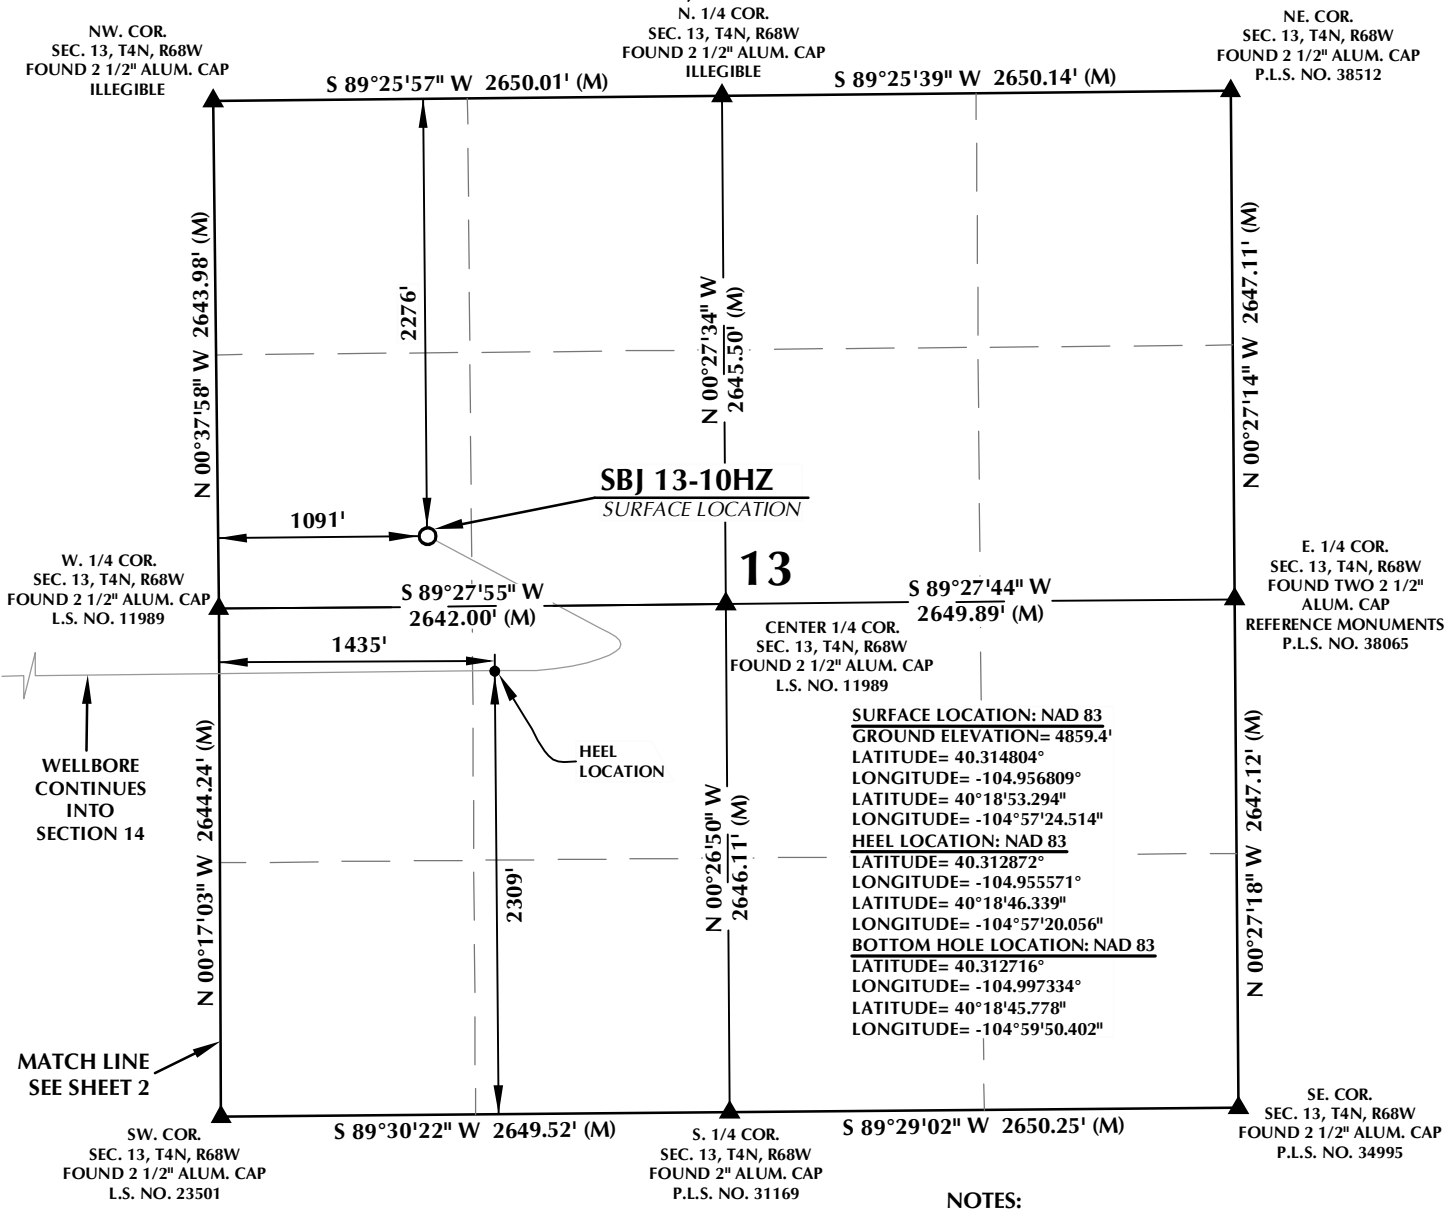 NW. COR.
SEC. 13, T4N, R68W
FOUND 2 1/2" ALUM. CAP
ILLEGIBLE
N. 1/4 COR.
SEC. 13, T4N, R68W
FOUND 2 1/2" ALUM. CAP
ILLEGIBLE
NE. COR.
SEC. 13, T4N, R68W
FOUND 2 1/2" ALUM. CAP
P.L.S. NO. 38512
S 89°25'57" W 2650.01' (M)
S 89°25'39" W 2650.14' (M)
N 00°37'58" W 2643.98' (M)
2276'
N 00°27'34" W
2645.50' (M)
N 00°27'14" W 2647.11' (M)
SBJ 13-10HZ
SURFACE LOCATION
1091'
13
W. 1/4 COR.
SEC. 13, T4N, R68W
FOUND 2 1/2" ALUM. CAP
L.S. NO. 11989
S 89°27'55" W
2642.00' (M)
S 89°27'44" W
2649.89' (M)
E. 1/4 COR.
SEC. 13, T4N, R68W
FOUND TWO 2 1/2"
ALUM. CAP
REFERENCE MONUMENTS
P.L.S. NO. 38065
CENTER 1/4 COR.
SEC. 13, T4N, R68W
FOUND 2 1/2" ALUM. CAP
L.S. NO. 11989
1435'
HEEL
LOCATION
WELLBORE
CONTINUES
INTO
SECTION 14
SURFACE LOCATION: NAD 83
GROUND ELEVATION= 4859.4'
LATITUDE= 40.314804°
LONGITUDE= -104.956809°
LATITUDE= 40°18'53.294"
LONGITUDE= -104°57'24.514"
HEEL LOCATION: NAD 83
LATITUDE= 40.312872°
LONGITUDE= -104.955571°
LATITUDE= 40°18'46.339"
LONGITUDE= -104°57'20.056"
BOTTOM HOLE LOCATION: NAD 83
LATITUDE= 40.312716°
LONGITUDE= -104.997334°
LATITUDE= 40°18'45.778"
LONGITUDE= -104°59'50.402"
N 00°17'03" W 2644.24' (M)
2309'
N 00°26'50" W
2646.11' (M)
N 00°27'18" W 2647.12' (M)
MATCH LINE
SEE SHEET 2
S 89°30'22" W 2649.52' (M)
S 89°29'02" W 2650.25' (M)
SW. COR.
SEC. 13, T4N, R68W
FOUND 2 1/2" ALUM. CAP
L.S. NO. 23501
S. 1/4 COR.
SEC. 13, T4N, R68W
FOUND 2" ALUM. CAP
P.L.S. NO. 31169
SE. COR.
SEC. 13, T4N, R68W
FOUND 2 1/2" ALUM. CAP
P.L.S. NO. 34995
NOTES: